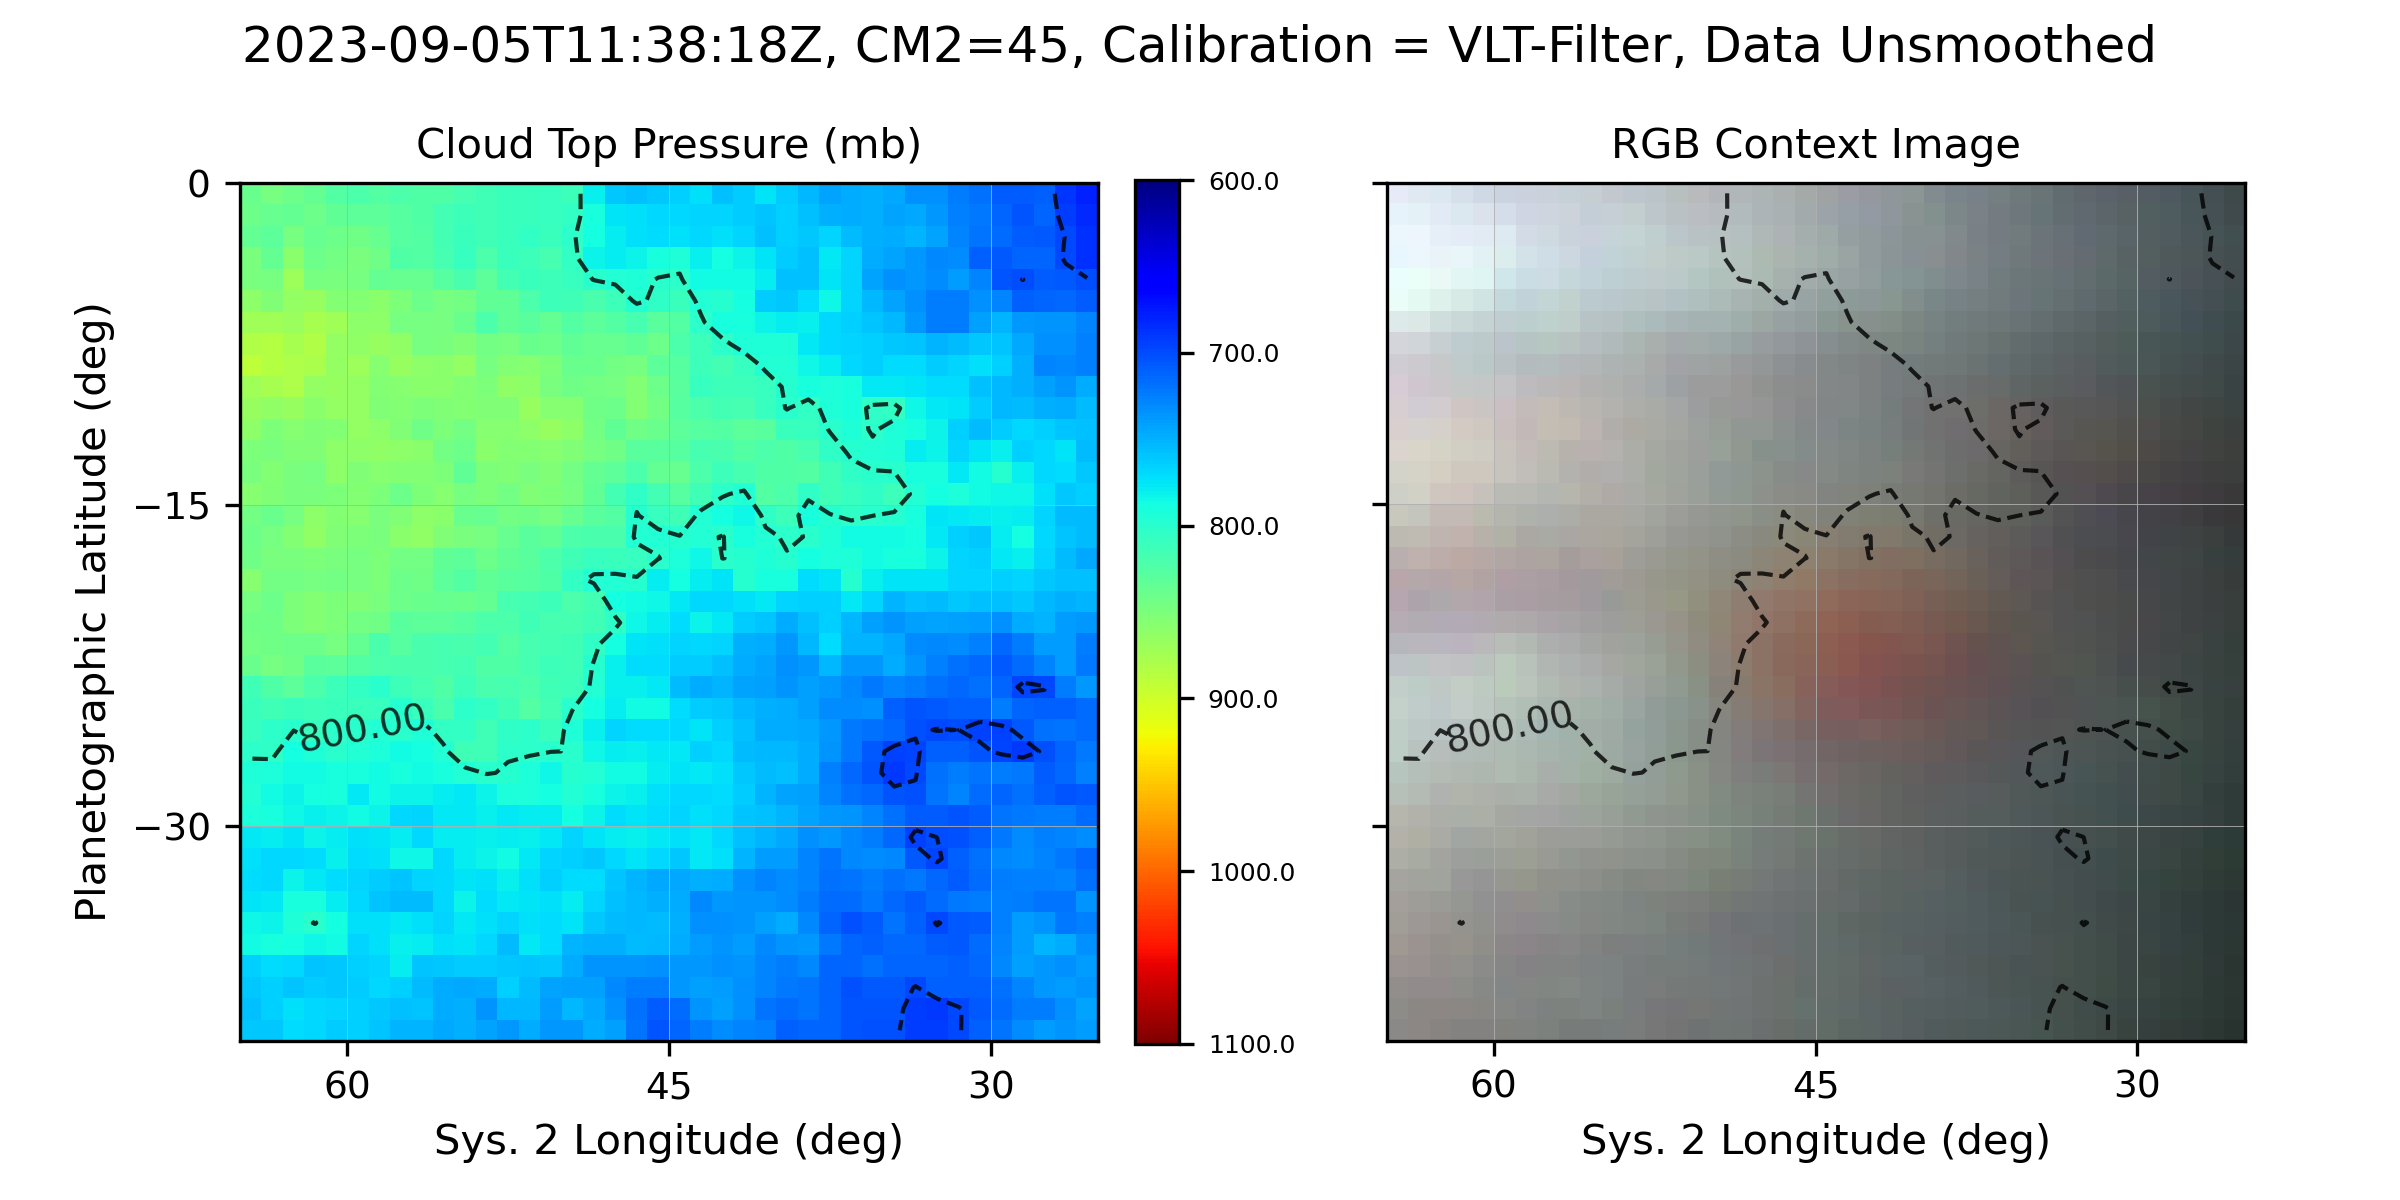 2023-09-05T11:38:18Z, CM2=45, Calibration = VLT-Filter, Data Unsmoothed
Cloud Top Pressure (mb)
Planetographic Latitude (deg)
0
−15
−30
800.00
60
45
30
Sys. 2 Longitude (deg)
600.0
700.0
800.0
900.0
1000.0
1100.0
RGB Context Image
800.00
60
45
30
Sys. 2 Longitude (deg)